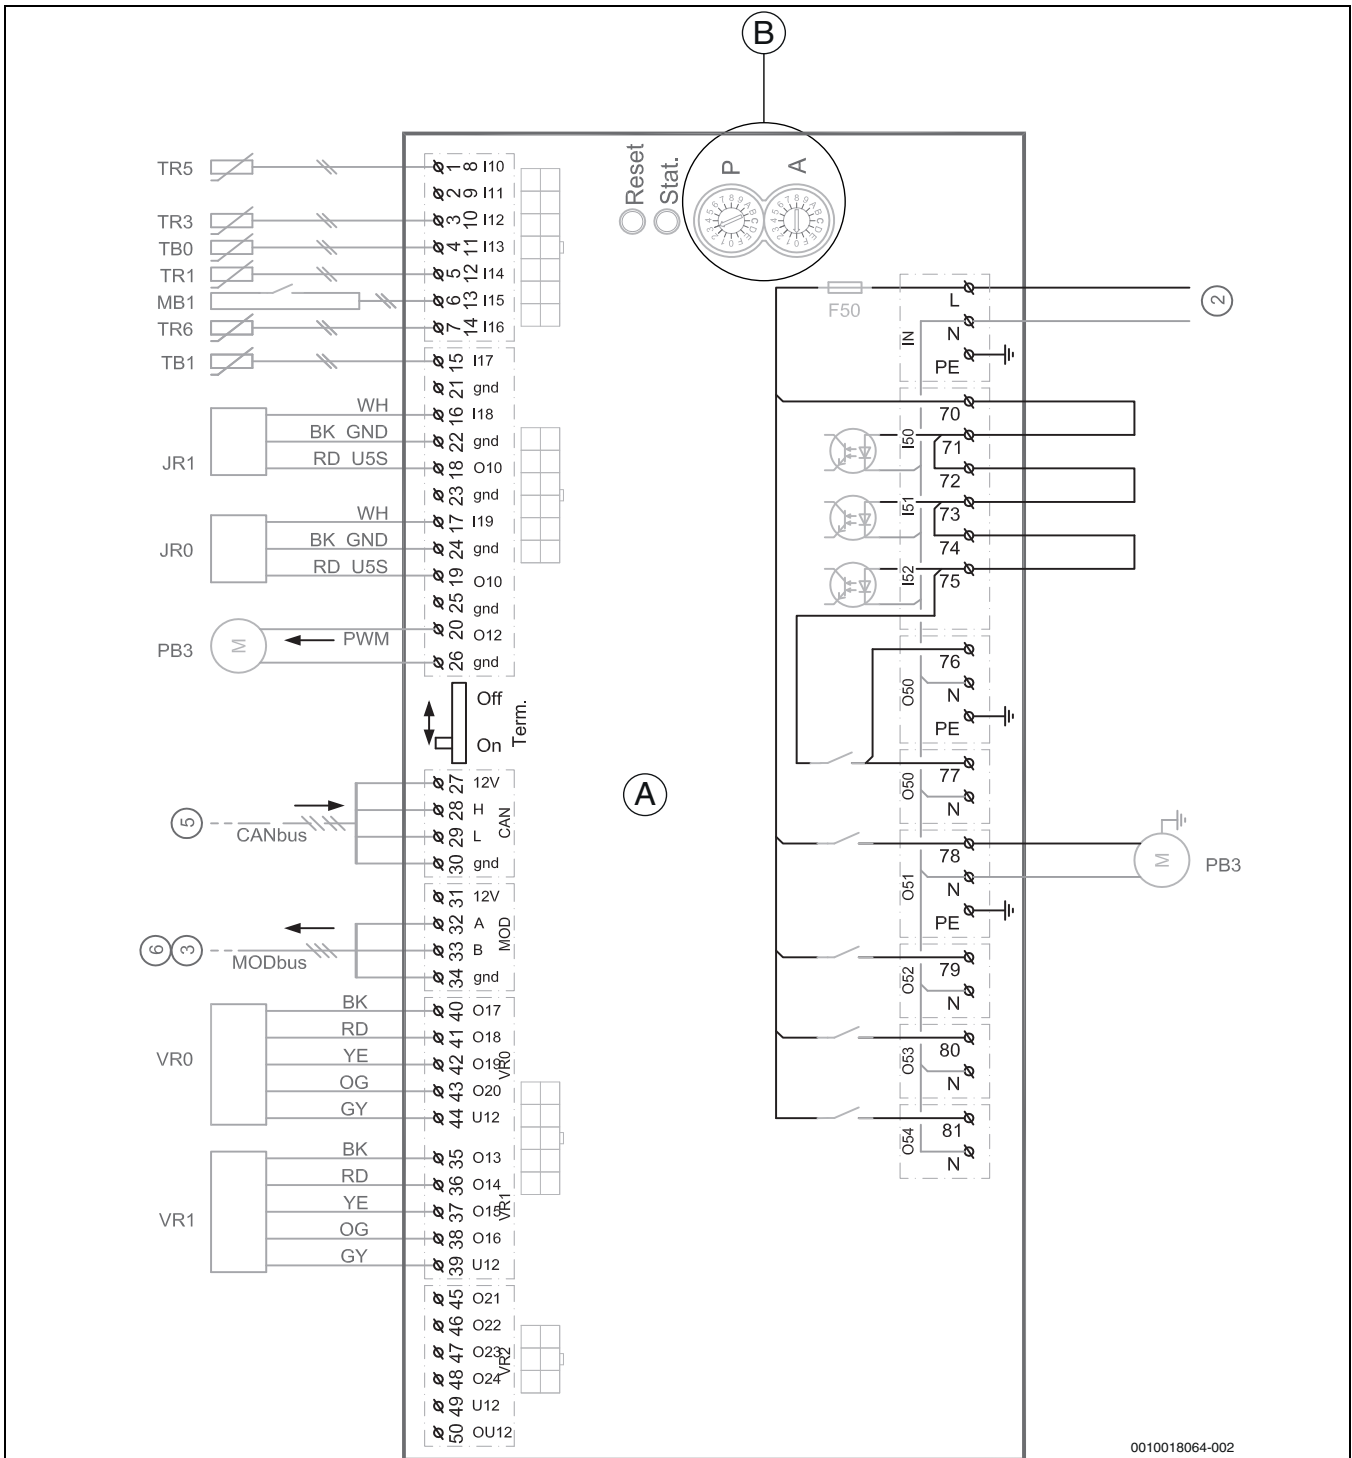 B
Reset
Stat.
P
A
TR5
1 8 I10
2 9 I11
TR3
3 10 I12
TB0
4 11 I13
TR1
5 12 I14
MB1
6 13 I15
TR6
7 14 I16
TB1
15 I17
21 gnd
JR1
WH
16 I18
BK GND
22 gnd
RD U5S
18 O10
23 gnd
JR0
WH
17 I19
BK GND
24 gnd
RD U5S
19 O10
25 gnd
PB3
M
PWM
20 O12
26 gnd
Off
On
Term.
5
CANbus
27 12V
28 H
29 L
30 gnd
CAN
6
3
MODbus
31 12V
32 A
33 B
34 gnd
MOD
VR0
BK
40 O17
RD
41 O18
YE
42 O19
OG
43 O20
GY
44 U12
VR0
VR1
BK
35 O13
RD
36 O14
YE
37 O15
OG
38 O16
GY
39 U12
VR1
45 O21
46 O22
47 O23
48 O24
49 U12
50 OU12
VR2
A
F50
IN
L
N
PE
2
70
I50
71
72
I51
73
74
I52
75
O50
76
N
PE
O50
77
N
O51
78
N
PE
M
PB3
O52
79
N
O53
80
N
O54
81
N
0010018064-002